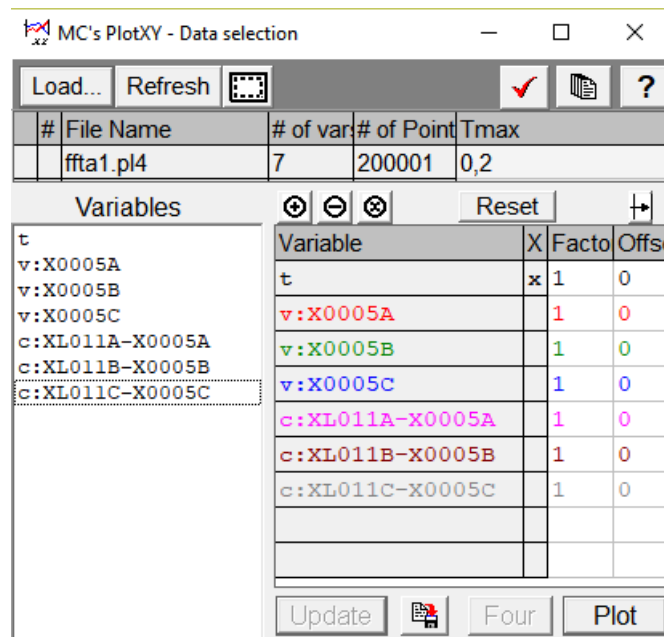 MC's PlotXY - Data selection
Load... Refresh ?
# File Name # of var: # of Point Tmax
ffta1.pl4 7 200001 0,2
Variables Reset
t
v:X0005A
v:X0005B
v:X0005C
c:XL011A-X0005A
c:XL011B-X0005B
c:XL011C-X0005C
Variable X Facto Offse
t x 1 0
v:X0005A 1 0
v:X0005B 1 0
v:X0005C 1 0
c:XL011A-X0005A 1 0
c:XL011B-X0005B 1 0
c:XL011C-X0005C 1 0
Update Four Plot